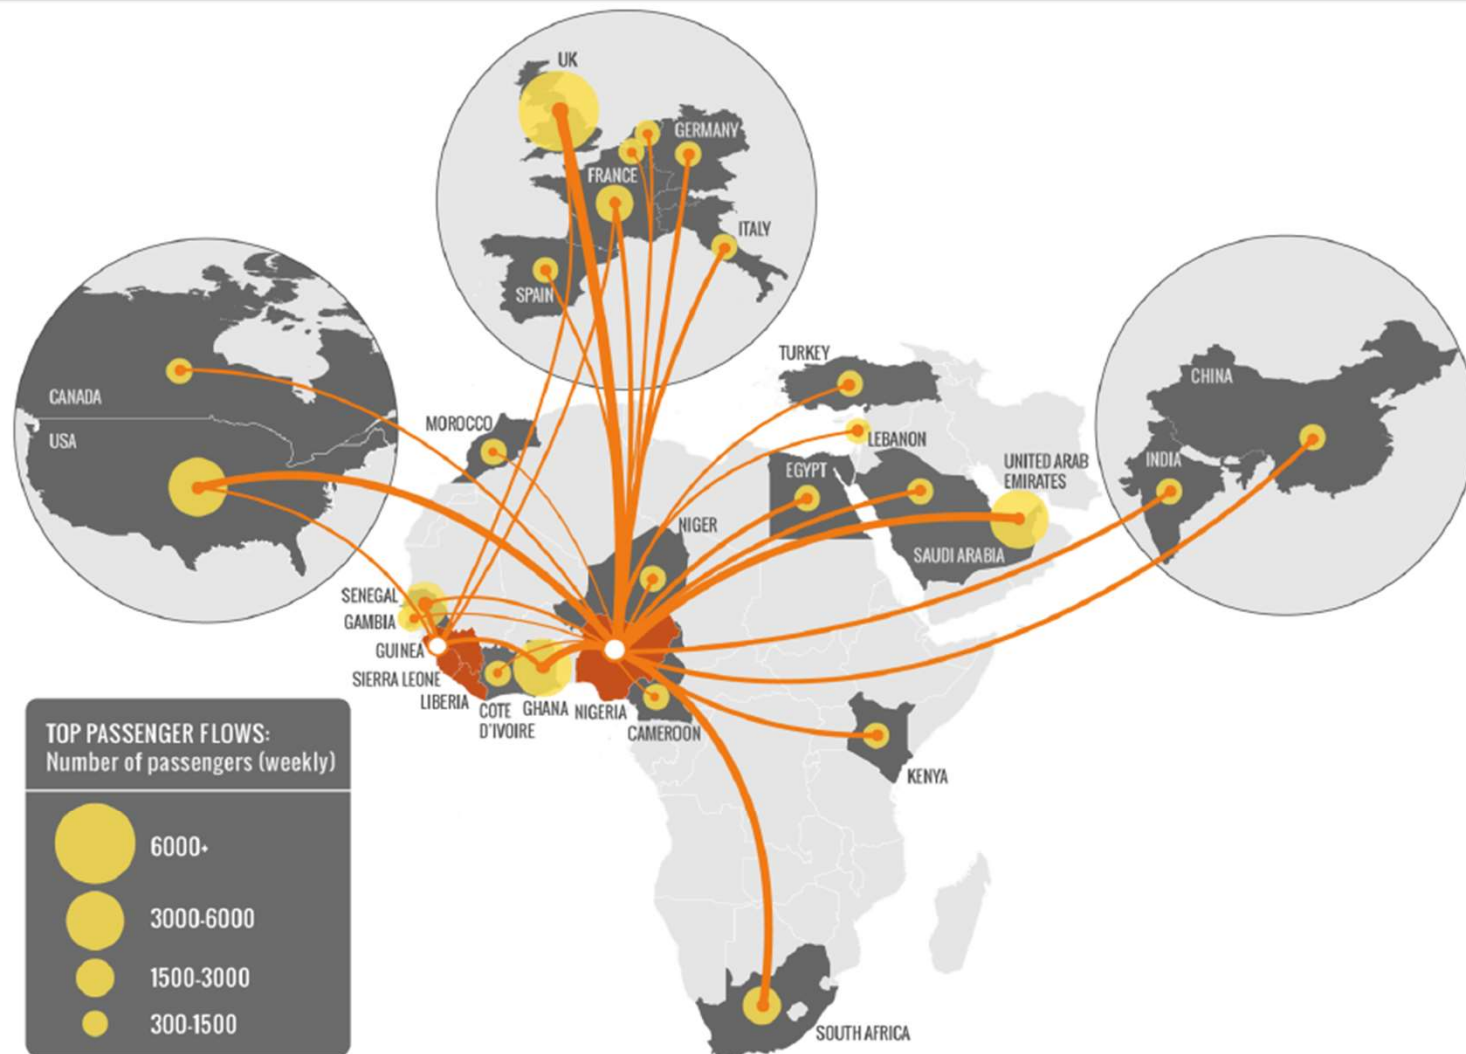 UK
GERMANY
FRANCE
ITALY
SPAIN
TURKEY
CHINA
CANADA
MOROCCO
LEBANON
USA
EGYPT
INDIA
UNITED ARAB
EMIRATES
NIGER
SAUDI ARABIA
SENEGAL
GAMBIA
GUINEA
SIERRA LEONE
LIBERIA
COTE
D'IVOIRE
GHANA
NIGERIA
CAMEROON
KENYA
SOUTH AFRICA
TOP PASSENGER FLOWS:
Number of passengers (weekly)
6000+
3000-6000
1500-3000
300-1500